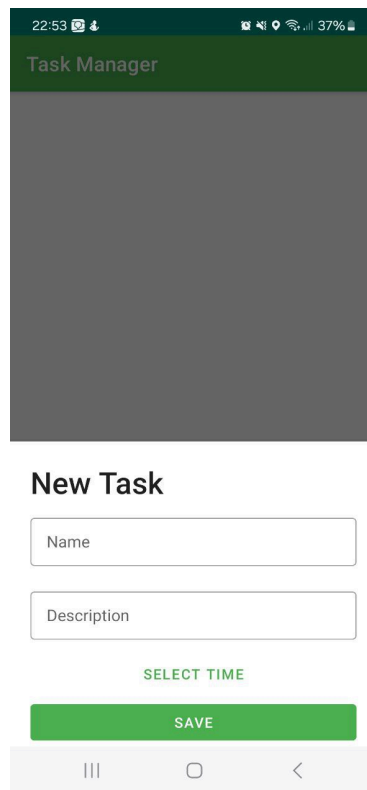 22:53
37%
Task Manager
New Task
Name
Description
SELECT TIME
SAVE